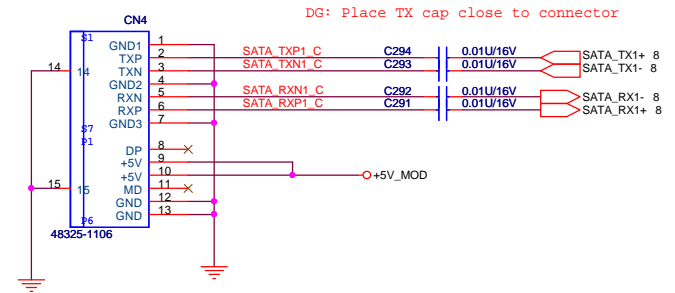 DG: Place TX cap close to connector
CN4
S1
GND1 1
TXP 2 SATA_TXP1_C C294 0.01U/16V SATA_TX1+ 8
14 14 TXN 3 SATA_TXN1_C C293 0.01U/16V SATA_TX1- 8
GND2 4
RXN 5 SATA_RXN1_C C292 0.01U/16V SATA_RX1- 8
RXP 6 SATA_RXP1_C C291 0.01U/16V SATA_RX1+ 8
S7 GND3 7
P1
DP 8
+5V 9
+5V 10 +5V_MOD
15 15 MD 11
GND 12
P6 GND 13
48325-1106